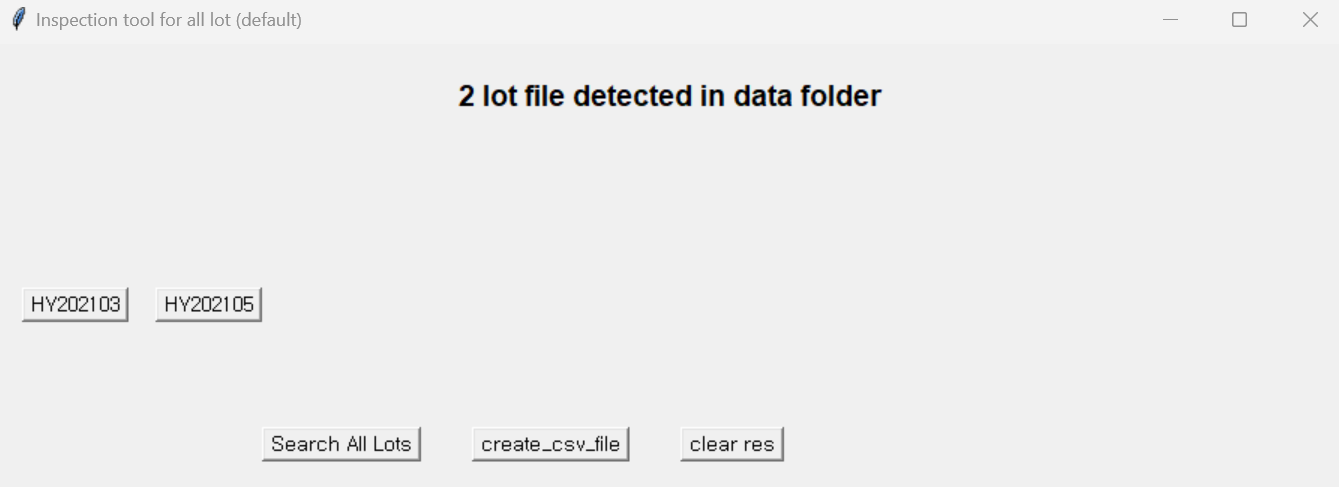 Inspection tool for all lot (default)
2 lot file detected in data folder
HY202103 HY202105
Search All Lots create_csv_file clear res